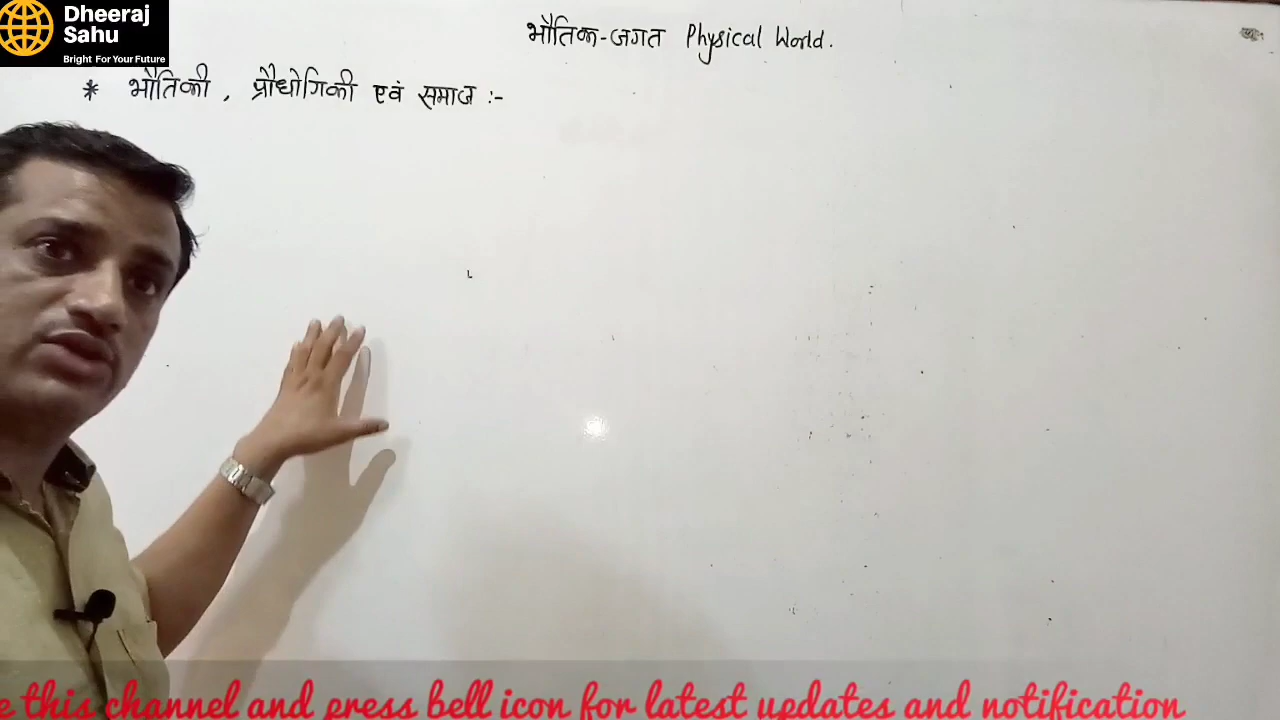 Dheeraj
Sahu
Bright For Your Future
भौतिक-जगत Physical World.
* भौतिकी, प्रौधोगिकी एवं समाज :-
e this channel and press bell icon for latest updates and notification